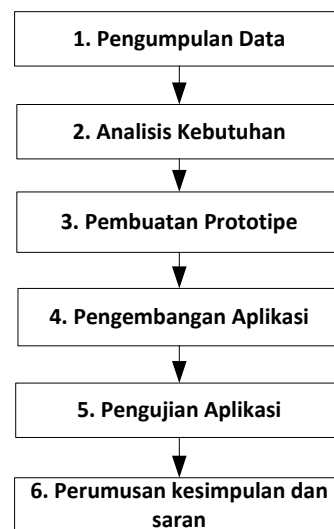 1. Pengumpulan Data
2. Analisis Kebutuhan
3. Pembuatan Prototipe
4. Pengembangan Aplikasi
5. Pengujian Aplikasi
6. Perumusan kesimpulan dan
saran